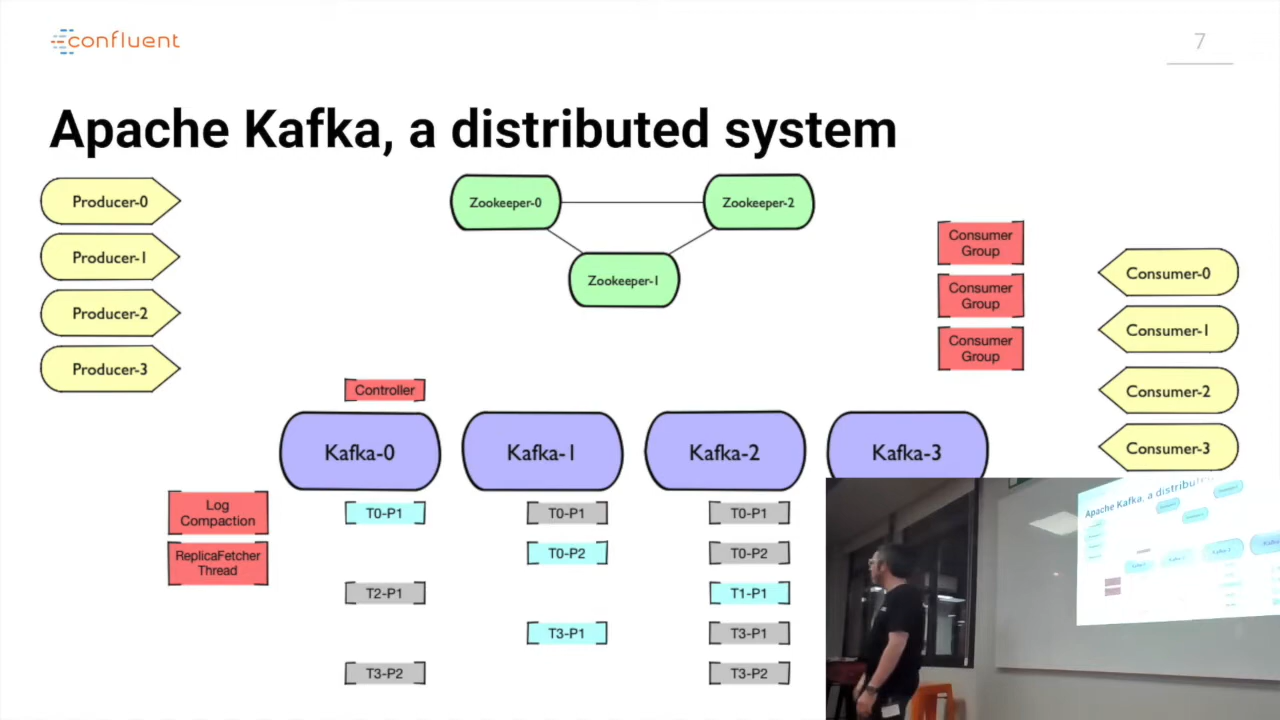 confluent
7
Apache Kafka, a distributed system
Producer-0
Producer-1
Producer-2
Producer-3
Zookeeper-0
Zookeeper-2
Zookeeper-1
Consumer
Group
Consumer
Group
Consumer
Group
Consumer-0
Consumer-1
Consumer-2
Consumer-3
Controller
Kafka-0
Kafka-1
Kafka-2
Kafka-3
Log
Compaction
ReplicaFetcher
Thread
T0-P1
T0-P1
T0-P1
T0-P2
T0-P2
T2-P1
T1-P1
T3-P1
T3-P1
T3-P2
T3-P2
Apache Kafka, a distributed